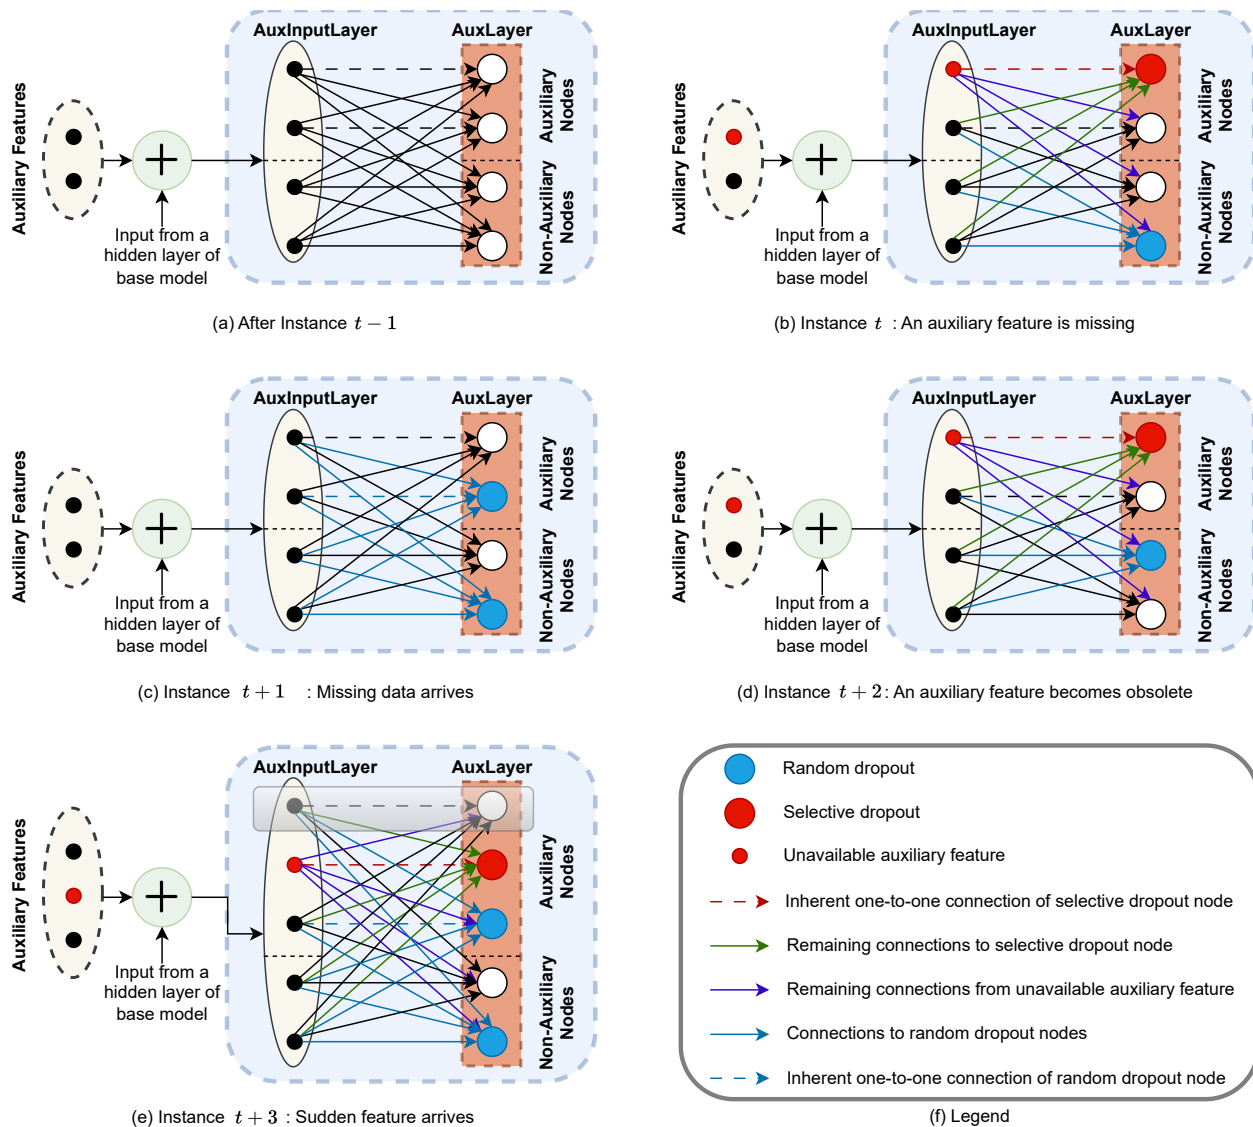 AuxInputLayer
AuxLayer
Auxiliary Features
Auxiliary
Nodes
Non-Auxiliary
Nodes
+
Input from a
hidden layer of
base model
(a) After Instance t − 1
AuxInputLayer
AuxLayer
Auxiliary Features
Auxiliary
Nodes
Non-Auxiliary
Nodes
+
Input from a
hidden layer of
base model
(b) Instance t : An auxiliary feature is missing
AuxInputLayer
AuxLayer
Auxiliary Features
Auxiliary
Nodes
Non-Auxiliary
Nodes
+
Input from a
hidden layer of
base model
(c) Instance t + 1 : Missing data arrives
AuxInputLayer
AuxLayer
Auxiliary Features
Auxiliary
Nodes
Non-Auxiliary
Nodes
+
Input from a
hidden layer of
base model
(d) Instance t + 2 : An auxiliary feature becomes obsolete
AuxInputLayer
AuxLayer
Auxiliary Features
Auxiliary
Nodes
Non-Auxiliary
Nodes
+
Input from a
hidden layer of
base model
(e) Instance t + 3 : Sudden feature arrives
Random dropout
Selective dropout
Unavailable auxiliary feature
Inherent one-to-one connection of selective dropout node
Remaining connections to selective dropout node
Remaining connections from unavailable auxiliary feature
Connections to random dropout nodes
Inherent one-to-one connection of random dropout node
(f) Legend